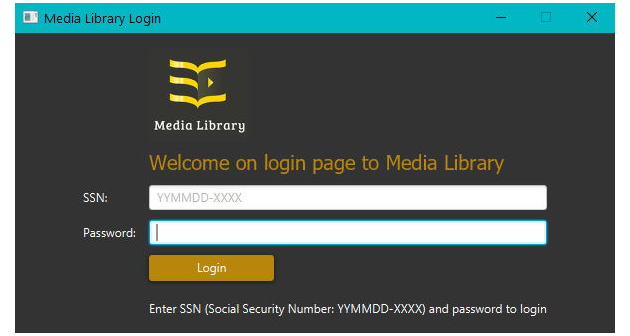 Media Library Login
Media Library
Welcome on login page to Media Library
SSN:
YYMMDD-XXXX
Password:
Login
Enter SSN (Social Security Number: YYMMDD-XXXX) and password to login